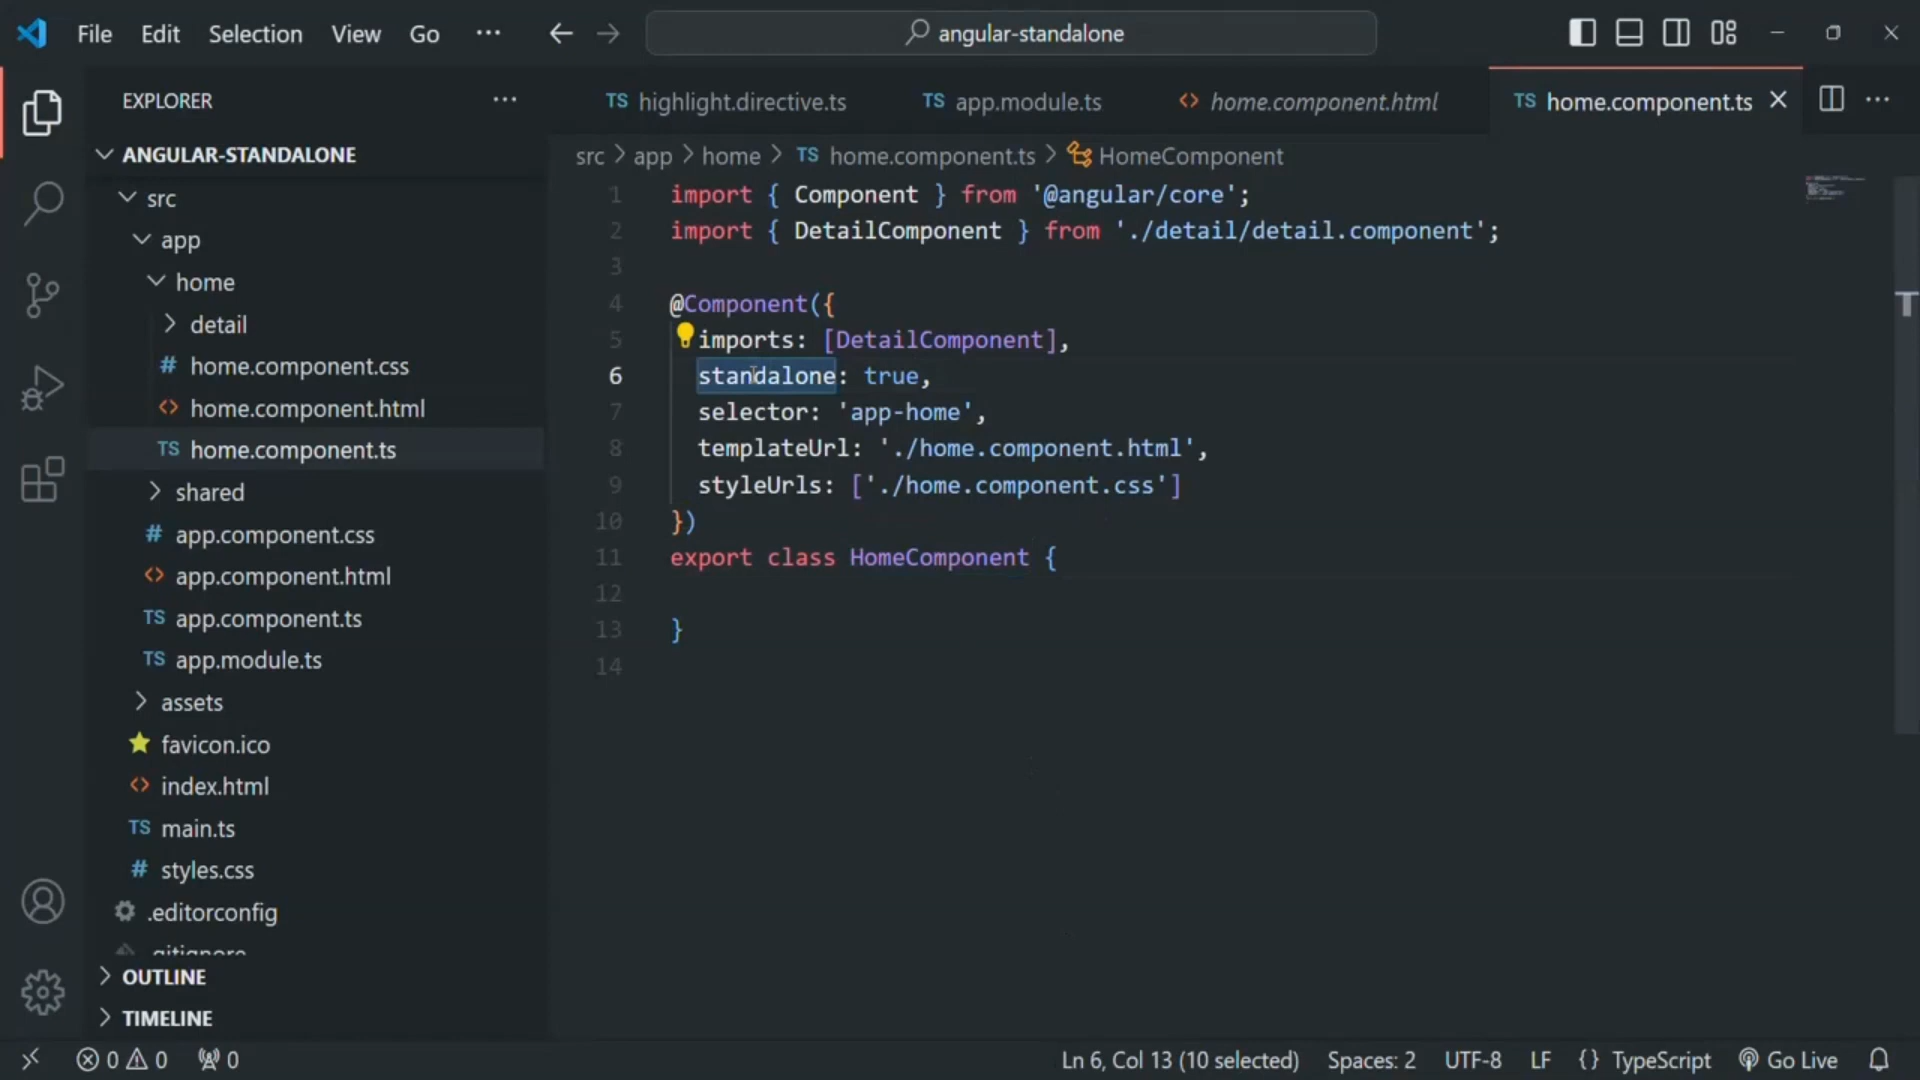 File Edit Selection View Go ··· angular-standalone
EXPLORER ···
ANGULAR-STANDALONE
src
app
home
detail
# home.component.css
<> home.component.html
TS home.component.ts
shared
# app.component.css
<> app.component.html
TS app.component.ts
TS app.module.ts
assets
favicon.ico
<> index.html
TS main.ts
# styles.css
.editorconfig
.gitignore
OUTLINE
TIMELINE
TS highlight.directive.ts TS app.module.ts <> home.component.html TS home.component.ts ···
src > app > home > TS home.component.ts > HomeComponent
1 import { Component } from '@angular/core';
2 import { DetailComponent } from './detail/detail.component';
3
4 @Component({
5 imports: [DetailComponent],
6 standalone: true,
7 selector: 'app-home',
8 templateUrl: './home.component.html',
9 styleUrls: ['./home.component.css']
10 })
11 export class HomeComponent {
12
13 }
14
0 0 0 Ln 6, Col 13 (10 selected) Spaces: 2 UTF-8 LF {} TypeScript Go Live